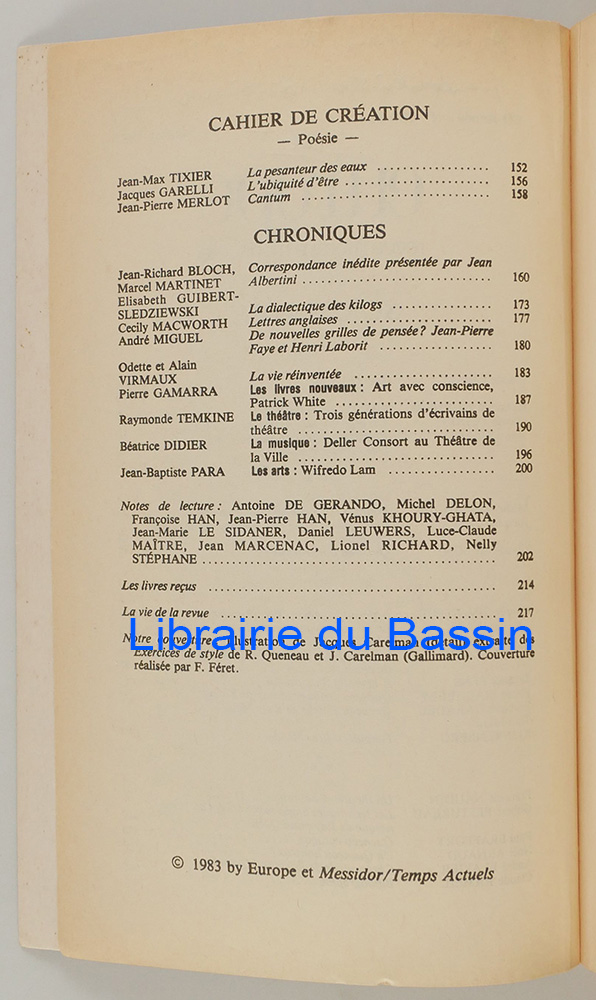 CAHIER DE CRÉATION
— Poésie —
Jean-Max TIXIER La pesanteur des eaux .................. 152
Jacques GARELLI L'ubiquité d'être ....................... 156
Jean-Pierre MERLOT Cantum .............................. 158
CHRONIQUES
Jean-Richard BLOCH, Correspondance inédite présentée par Jean
Marcel MARTINET Albertini .............................. 160
Elisabeth GUIBERT-
SLEDZIEWSKI La dialectique des kilogs ................ 173
Cecily MACWORTH Lettres anglaises ....................... 177
André MIGUEL De nouvelles grilles de pensée ? Jean-Pierre
Faye et Henri Laborit .................. 180
Odette et Alain
VIRMAUX La vie réinventée ...................... 183
Pierre GAMARRA Les livres nouveaux : Art avec conscience,
Patrick White .......................... 187
Raymonde TEMKINE Le théâtre : Trois générations d'écrivains de
théâtre ................................ 190
Béatrice DIDIER La musique : Deller Consort au Théâtre de
la Ville ................................ 196
Jean-Baptiste PARA Les arts : Wifredo Lam ................. 200
Notes de lecture : Antoine DE GERANDO, Michel DELON,
Françoise HAN, Jean-Pierre HAN, Vénus KHOURY-GHATA,
Jean-Marie LE SIDANER, Daniel LEUWERS, Luce-Claude
MAÎTRE, Jean MARCENAC, Lionel RICHARD, Nelly
STÉPHANE .............................................. 202
Les livres reçus .............................................. 214
La vie de la revue ............................................ 217
Librairie du Bassin
Notre couverture : Illustration de Jacques Carelman extraite des
Exercices de style de R. Queneau et J. Carelman (Gallimard). Couverture
réalisée par F. Féret.
© 1983 by Europe et Messidor/Temps Actuels